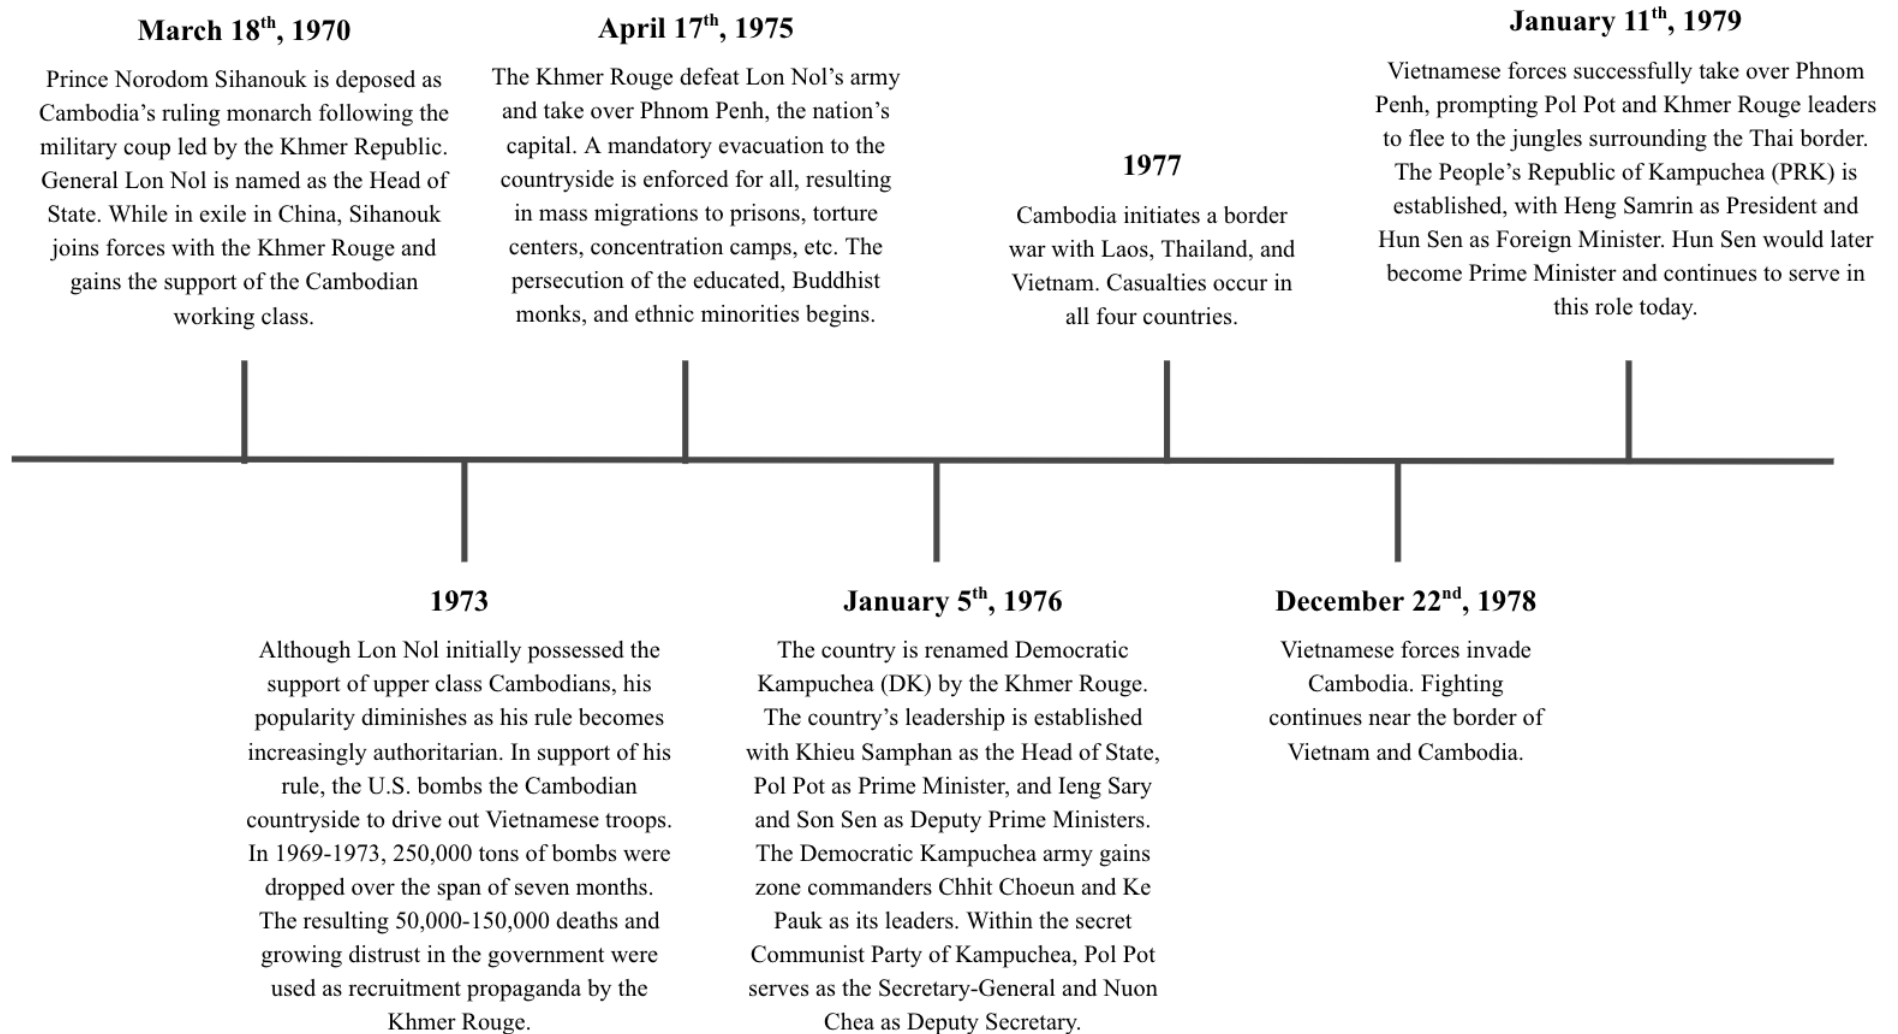 March 18th, 1970
Prince Norodom Sihanouk is deposed as
Cambodia's ruling monarch following the
military coup led by the Khmer Republic.
General Lon Nol is named as the Head of
State. While in exile in China, Sihanouk
joins forces with the Khmer Rouge and
gains the support of the Cambodian
working class.
April 17th, 1975
The Khmer Rouge defeat Lon Nol's army
and take over Phnom Penh, the nation's
capital. A mandatory evacuation to the
countryside is enforced for all, resulting
in mass migrations to prisons, torture
centers, concentration camps, etc. The
persecution of the educated, Buddhist
monks, and ethnic minorities begins.
1977
Cambodia initiates a border
war with Laos, Thailand, and
Vietnam. Casualties occur in
all four countries.
January 11th, 1979
Vietnamese forces successfully take over Phnom
Penh, prompting Pol Pot and Khmer Rouge leaders
to flee to the jungles surrounding the Thai border.
The People's Republic of Kampuchea (PRK) is
established, with Heng Samrin as President and
Hun Sen as Foreign Minister. Hun Sen would later
become Prime Minister and continues to serve in
this role today.
1973
Although Lon Nol initially possessed the
support of upper class Cambodians, his
popularity diminishes as his rule becomes
increasingly authoritarian. In support of his
rule, the U.S. bombs the Cambodian
countryside to drive out Vietnamese troops.
In 1969-1973, 250,000 tons of bombs were
dropped over the span of seven months.
The resulting 50,000-150,000 deaths and
growing distrust in the government were
used as recruitment propaganda by the
Khmer Rouge.
January 5th, 1976
The country is renamed Democratic
Kampuchea (DK) by the Khmer Rouge.
The country's leadership is established
with Khieu Samphan as the Head of State,
Pol Pot as Prime Minister, and Ieng Sary
and Son Sen as Deputy Prime Ministers.
The Democratic Kampuchea army gains
zone commanders Chhit Choeun and Ke
Pauk as its leaders. Within the secret
Communist Party of Kampuchea, Pol Pot
serves as the Secretary-General and Nuon
Chea as Deputy Secretary.
December 22nd, 1978
Vietnamese forces invade
Cambodia. Fighting
continues near the border of
Vietnam and Cambodia.